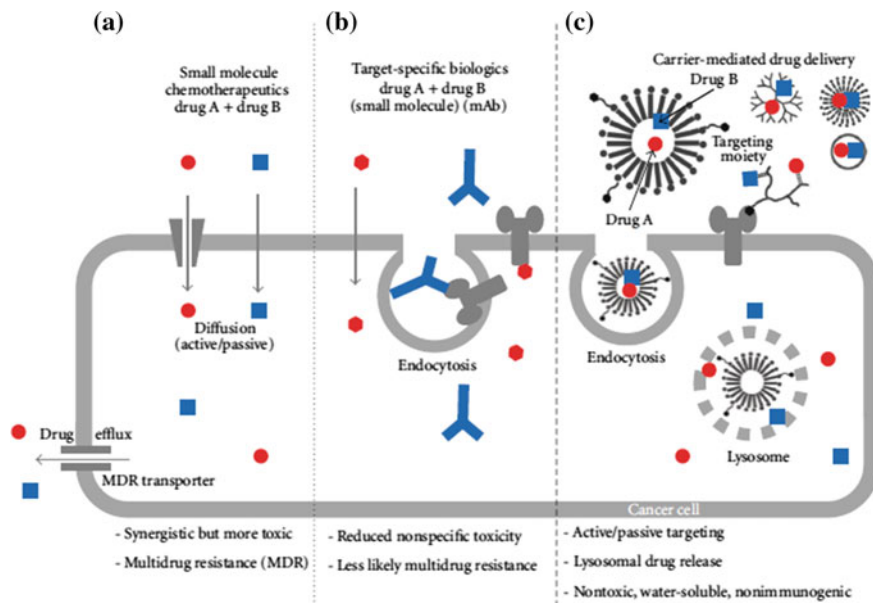 (a)
Small molecule
chemotherapeutics
drug A + drug B
Diffusion
(active/passive)
Drug efflux
MDR transporter
- Synergistic but more toxic
- Multidrug resistance (MDR)
(b)
Target-specific biologics
drug A + drug B
(small molecule) (mAb)
Endocytosis
- Reduced nonspecific toxicity
- Less likely multidrug resistance
(c)
Carrier-mediated drug delivery
Drug B
Targeting
moiety
Drug A
Endocytosis
Lysosome
Cancer cell
- Active/passive targeting
- Lysosomal drug release
- Nontoxic, water-soluble, nonimmunogenic